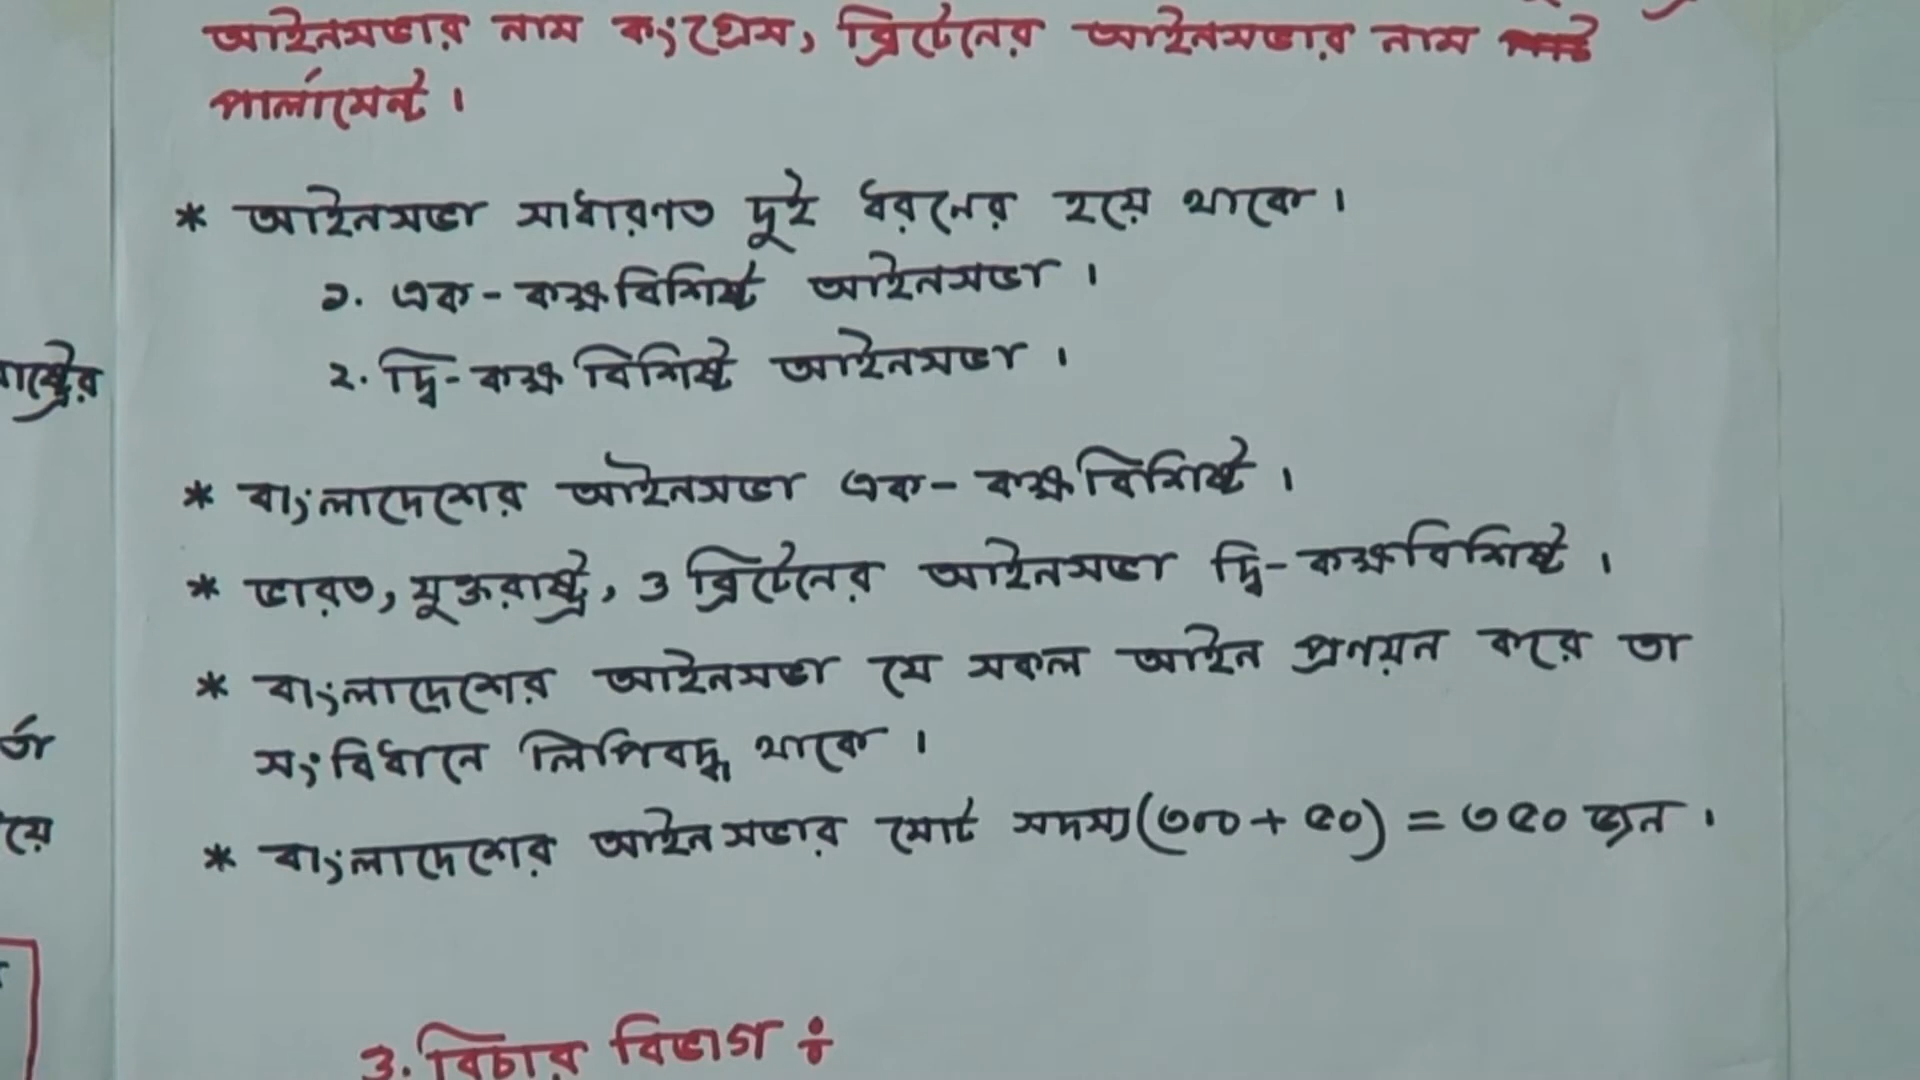 আইনসভার নাম কংগ্রেস, ব্রিটেনের আইনসভার নাম
পার্লামেন্ট।
* আইনসভা সাধারণত দুই ধরনের হয়ে থাকে।
১. এক-কক্ষবিশিষ্ট আইনসভা।
২. দ্বি-কক্ষ বিশিষ্ট আইনসভা।
রাষ্ট্রের
* বাংলাদেশের আইনসভা এক-কক্ষবিশিষ্ট।
* ভারত, যুক্তরাষ্ট্র, ও ব্রিটেনের আইনসভা দ্বি-কক্ষবিশিষ্ট।
* বাংলাদেশের আইনসভা যে সকল আইন প্রণয়ন করে তা
সংবিধানে লিপিবদ্ধ থাকে।
* বাংলাদেশের আইনসভার মোট সদস্য(৩০০+৫০)=৩৫০ জন।
৩. বিচার বিভাগ ঃ